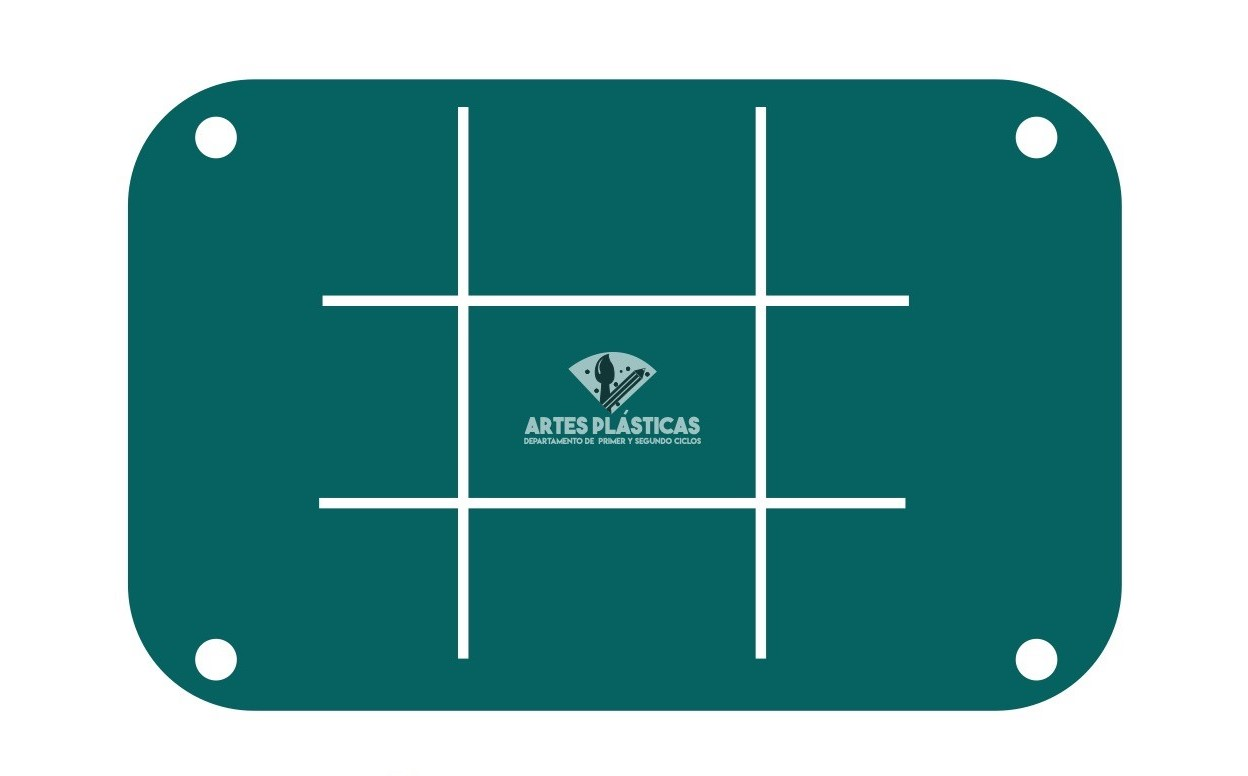 ARTES PLÁSTICAS
DEPARTAMENTO DE PRIMER Y SEGUNDO CICLOS